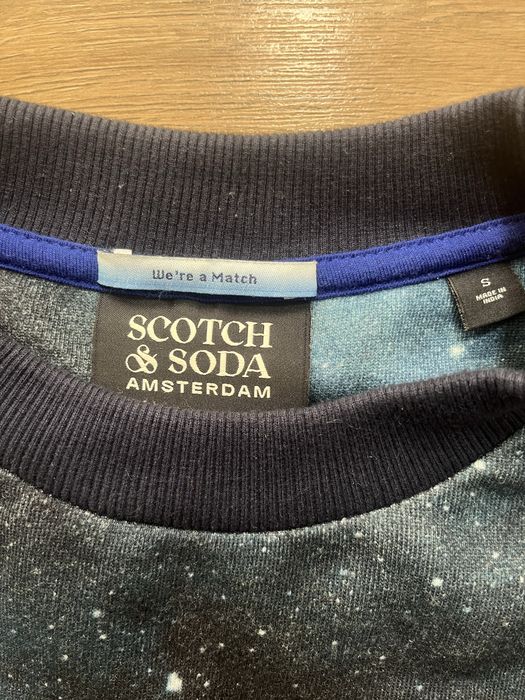 We're a Match
SCOTCH
& SODA
AMSTERDAM
S
MADE IN
INDIA